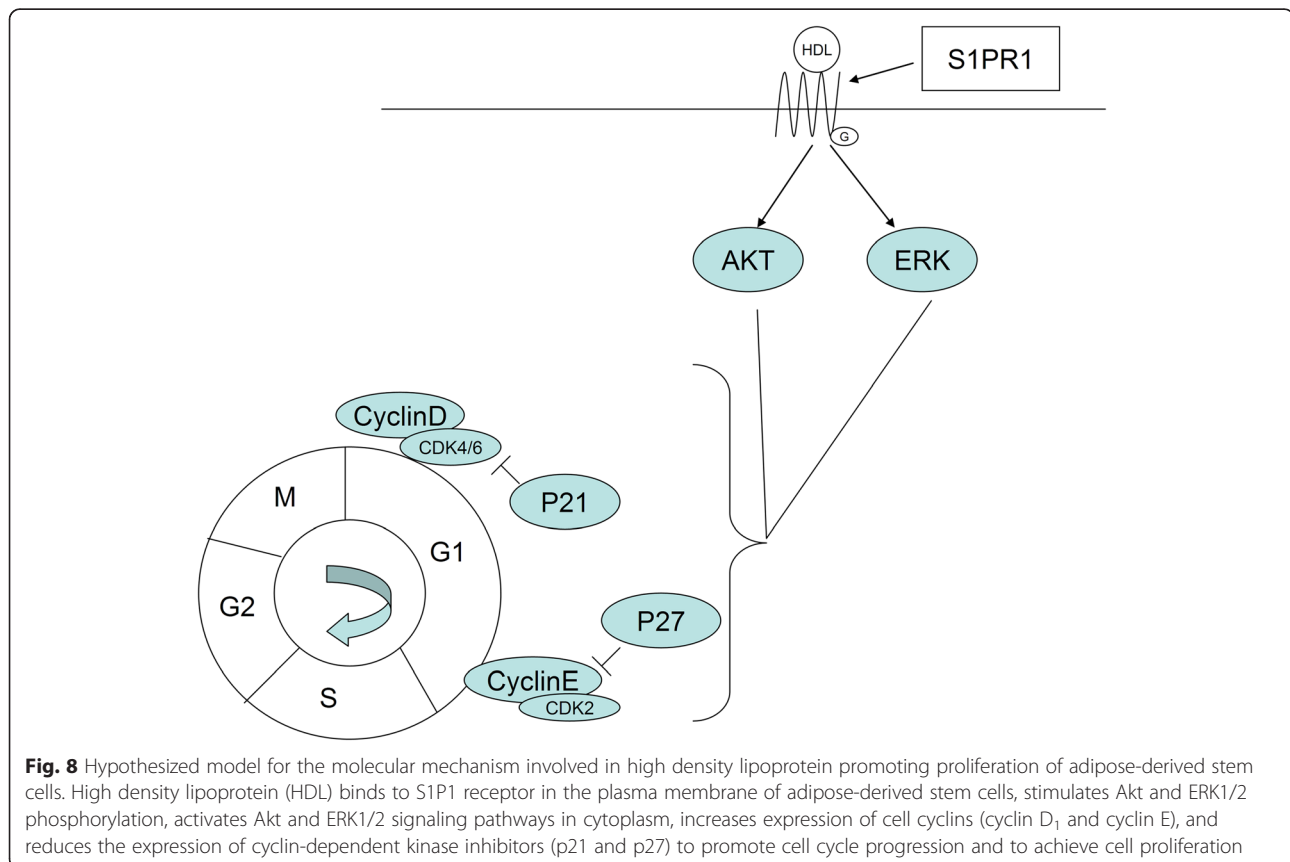 HDL
S1PR1
G
AKT
ERK
CyclinD
CDK4/6
M
P21
G1
G2
P27
CyclinE
S
CDK2
Fig. 8 Hypothesized model for the molecular mechanism involved in high density lipoprotein promoting proliferation of adipose-derived stem
cells. High density lipoprotein (HDL) binds to S1P1 receptor in the plasma membrane of adipose-derived stem cells, stimulates Akt and ERK1/2
phosphorylation, activates Akt and ERK1/2 signaling pathways in cytoplasm, increases expression of cell cyclins (cyclin D₁ and cyclin E), and
reduces the expression of cyclin-dependent kinase inhibitors (p21 and p27) to promote cell cycle progression and to achieve cell proliferation